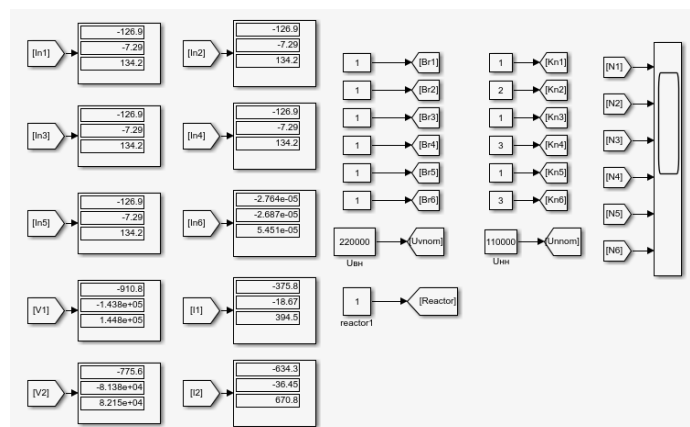 [In1]
-126.9
-7.29
134.2
[In2]
-126.9
-7.29
134.2
[In3]
-126.9
-7.29
134.2
[In4]
-126.9
-7.29
134.2
[In5]
-126.9
-7.29
134.2
[In6]
-2.764e-05
-2.687e-05
5.451e-05
[V1]
-910.8
-1.438e+05
1.448e+05
[I1]
-375.8
-18.67
394.5
[V2]
-775.6
-8.138e+04
8.215e+04
[I2]
-634.3
-36.45
670.8
1 [Br1]
1 [Br2]
1 [Br3]
1 [Br4]
1 [Br5]
1 [Br6]
220000 [Uvnom]
Uвн
1 [Reactor]
reactor1
1 [Kn1]
2 [Kn2]
1 [Kn3]
3 [Kn4]
1 [Kn5]
3 [Kn6]
110000 [Unnom]
Uнн
[N1]
[N2]
[N3]
[N4]
[N5]
[N6]